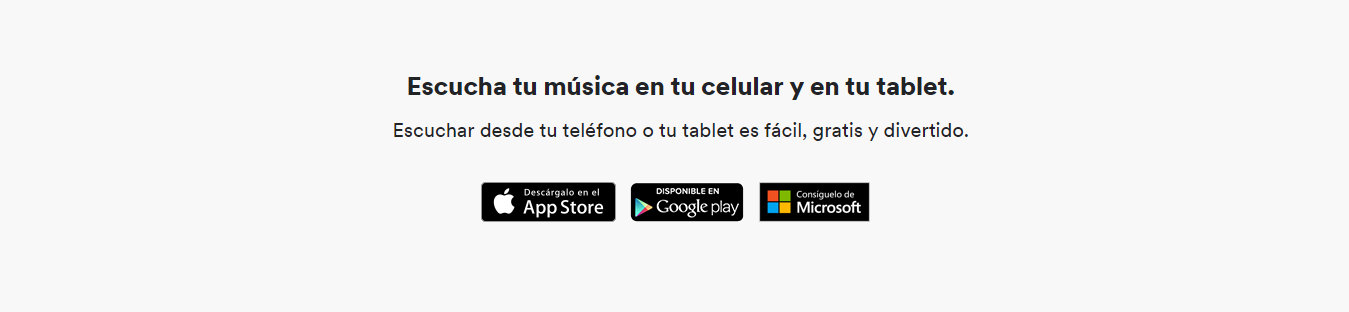 Escucha tu música en tu celular y en tu tablet.
Escuchar desde tu teléfono o tu tablet es fácil, gratis y divertido.
Descárgalo en el
App Store
DISPONIBLE EN
Google play
Consíguelo de
Microsoft